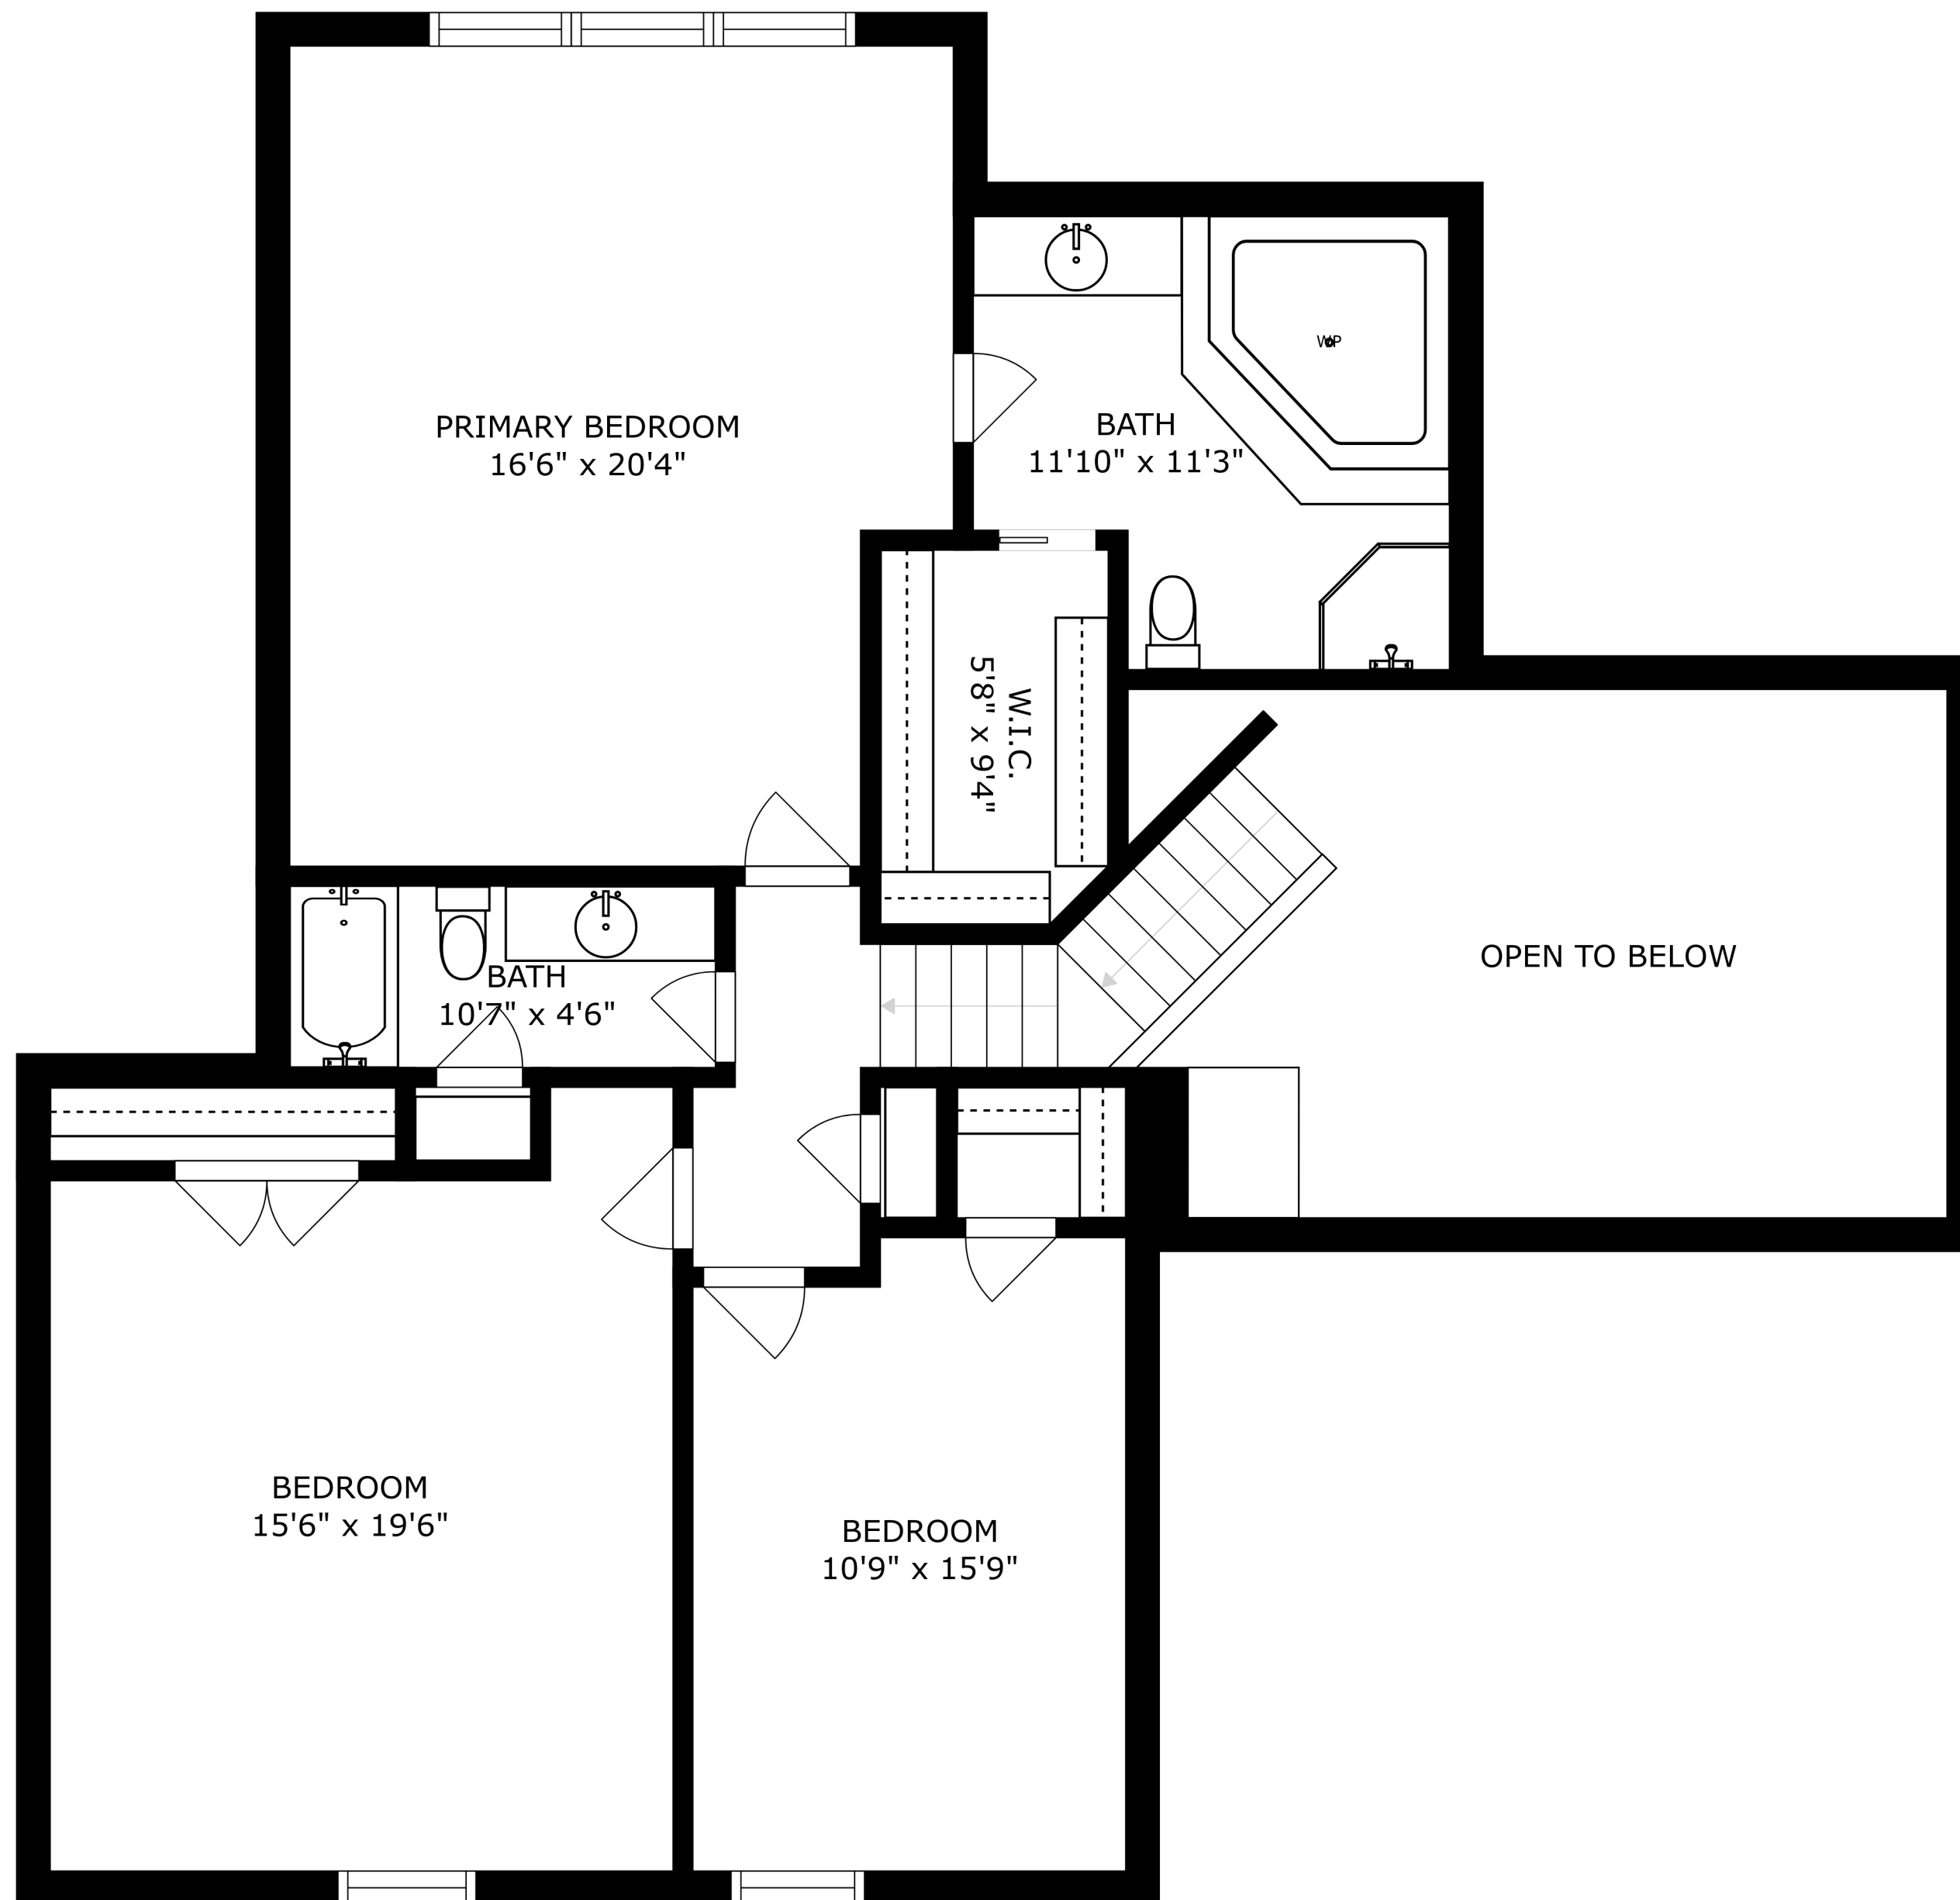 PRIMARY BEDROOM
16'6" x 20'4"
WP
BATH
11'10" x 11'3"
W.I.C.
5'8" x 9'4"
OPEN TO BELOW
BATH
10'7" x 4'6"
BEDROOM
15'6" x 19'6"
BEDROOM
10'9" x 15'9"